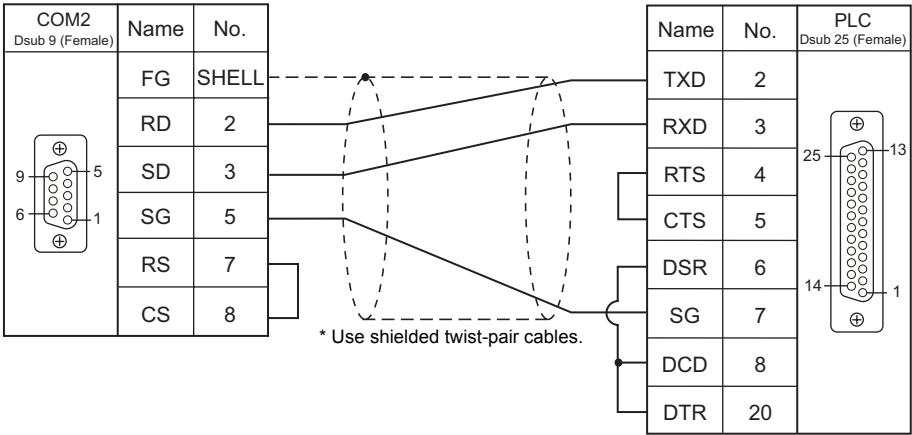 COM2
Dsub 9 (Female)
Name No.
FG SHELL
RD 2
SD 3
SG 5
RS 7
CS 8
9 5
6 1
* Use shielded twist-pair cables.
Name No.
PLC
Dsub 25 (Female)
TXD 2
RXD 3
RTS 4
CTS 5
DSR 6
SG 7
DCD 8
DTR 20
25 13
14 1